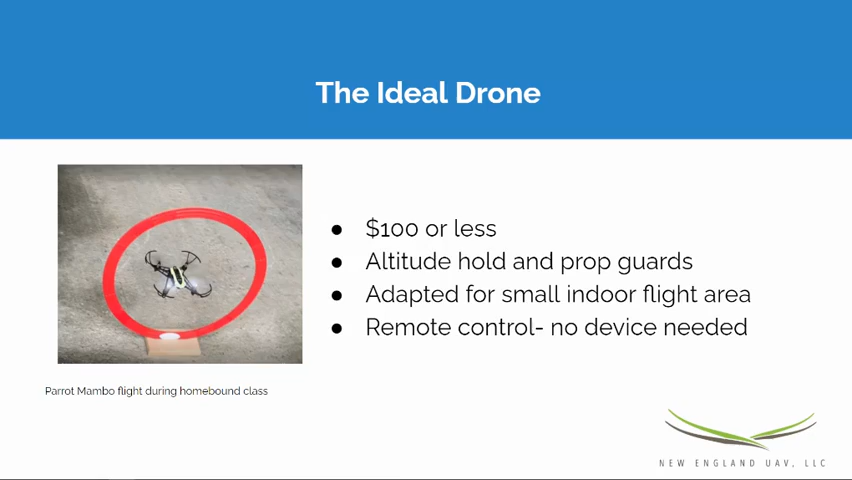 The Ideal Drone
● $100 or less
● Altitude hold and prop guards
● Adapted for small indoor flight area
● Remote control- no device needed
Parrot Mambo flight during homebound class
NEW ENGLAND UAV, LLC